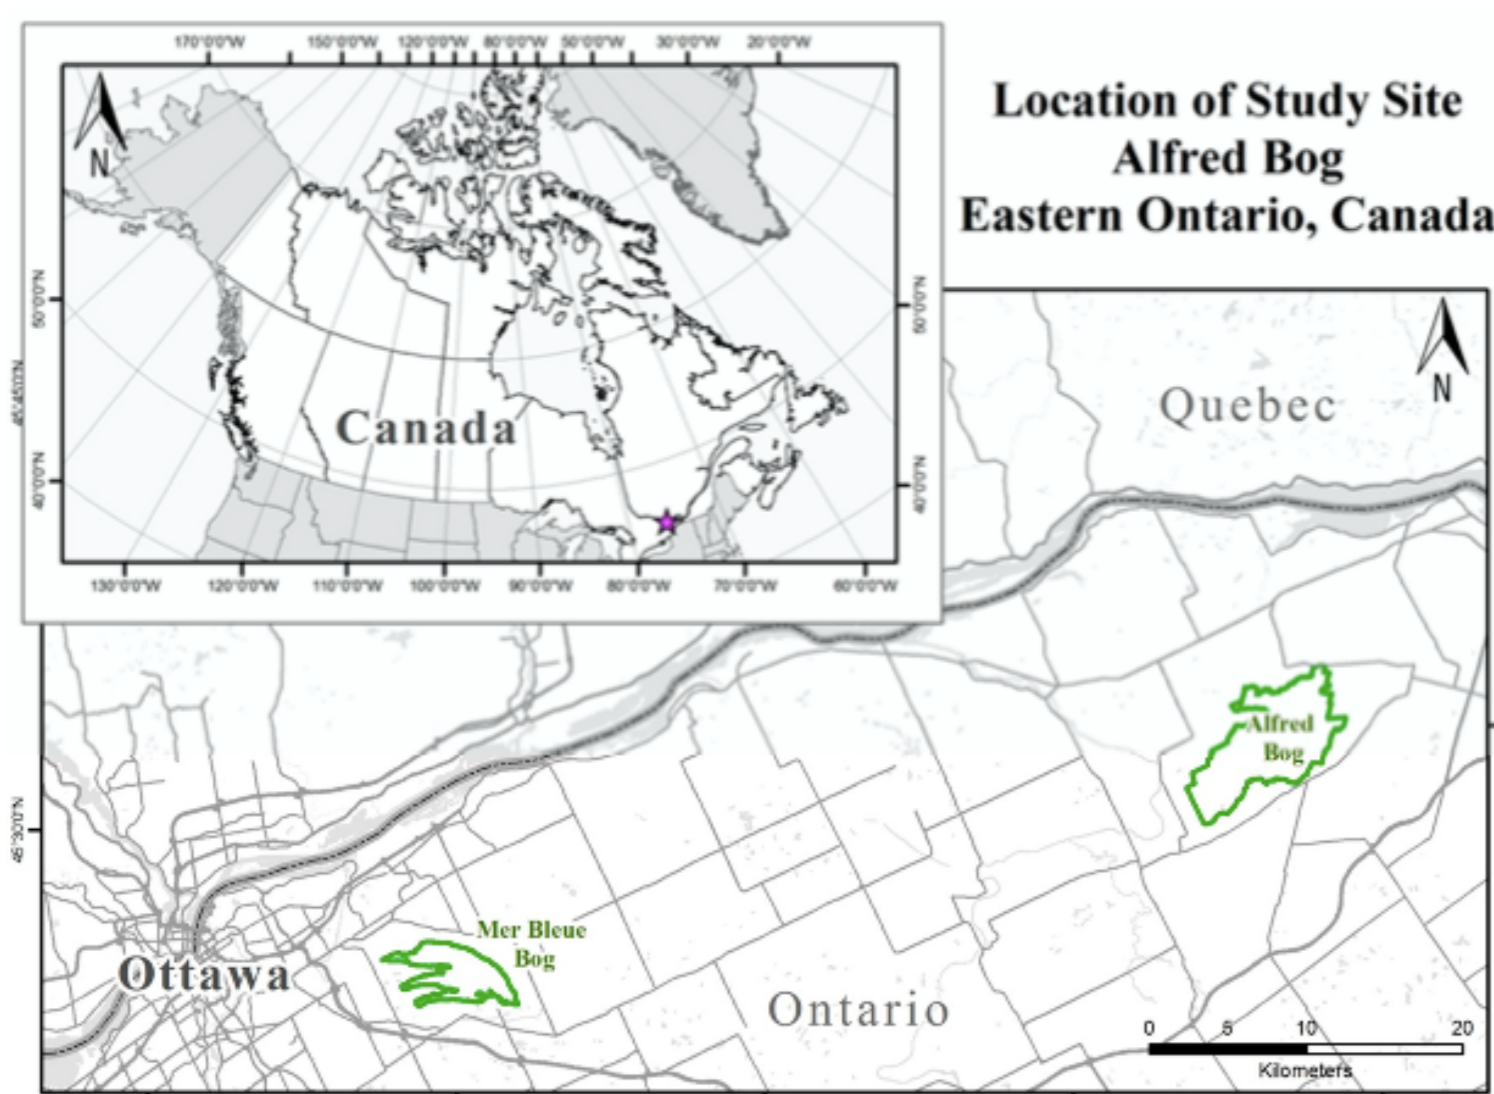 170°0'0"W 150°0'0"W 120°0'0"W 80°0'0"W 50°0'0"W 30°0'0"W 20°0'0"W
N
Location of Study Site
Alfred Bog
Eastern Ontario, Canada
50°0'0"N
50°0'0"N
45°45'0"N
40°0'0"N
40°0'0"N
Canada
130°0'0"W 120°0'0"W 110°0'0"W 100°0'0"W 90°0'0"W 80°0'0"W 70°0'0"W 60°0'0"W
N
Quebec
Alfred
Bog
45°30'0"N
Mer Bleue
Bog
Ottawa
Ontario
0 5 10 20
Kilometers